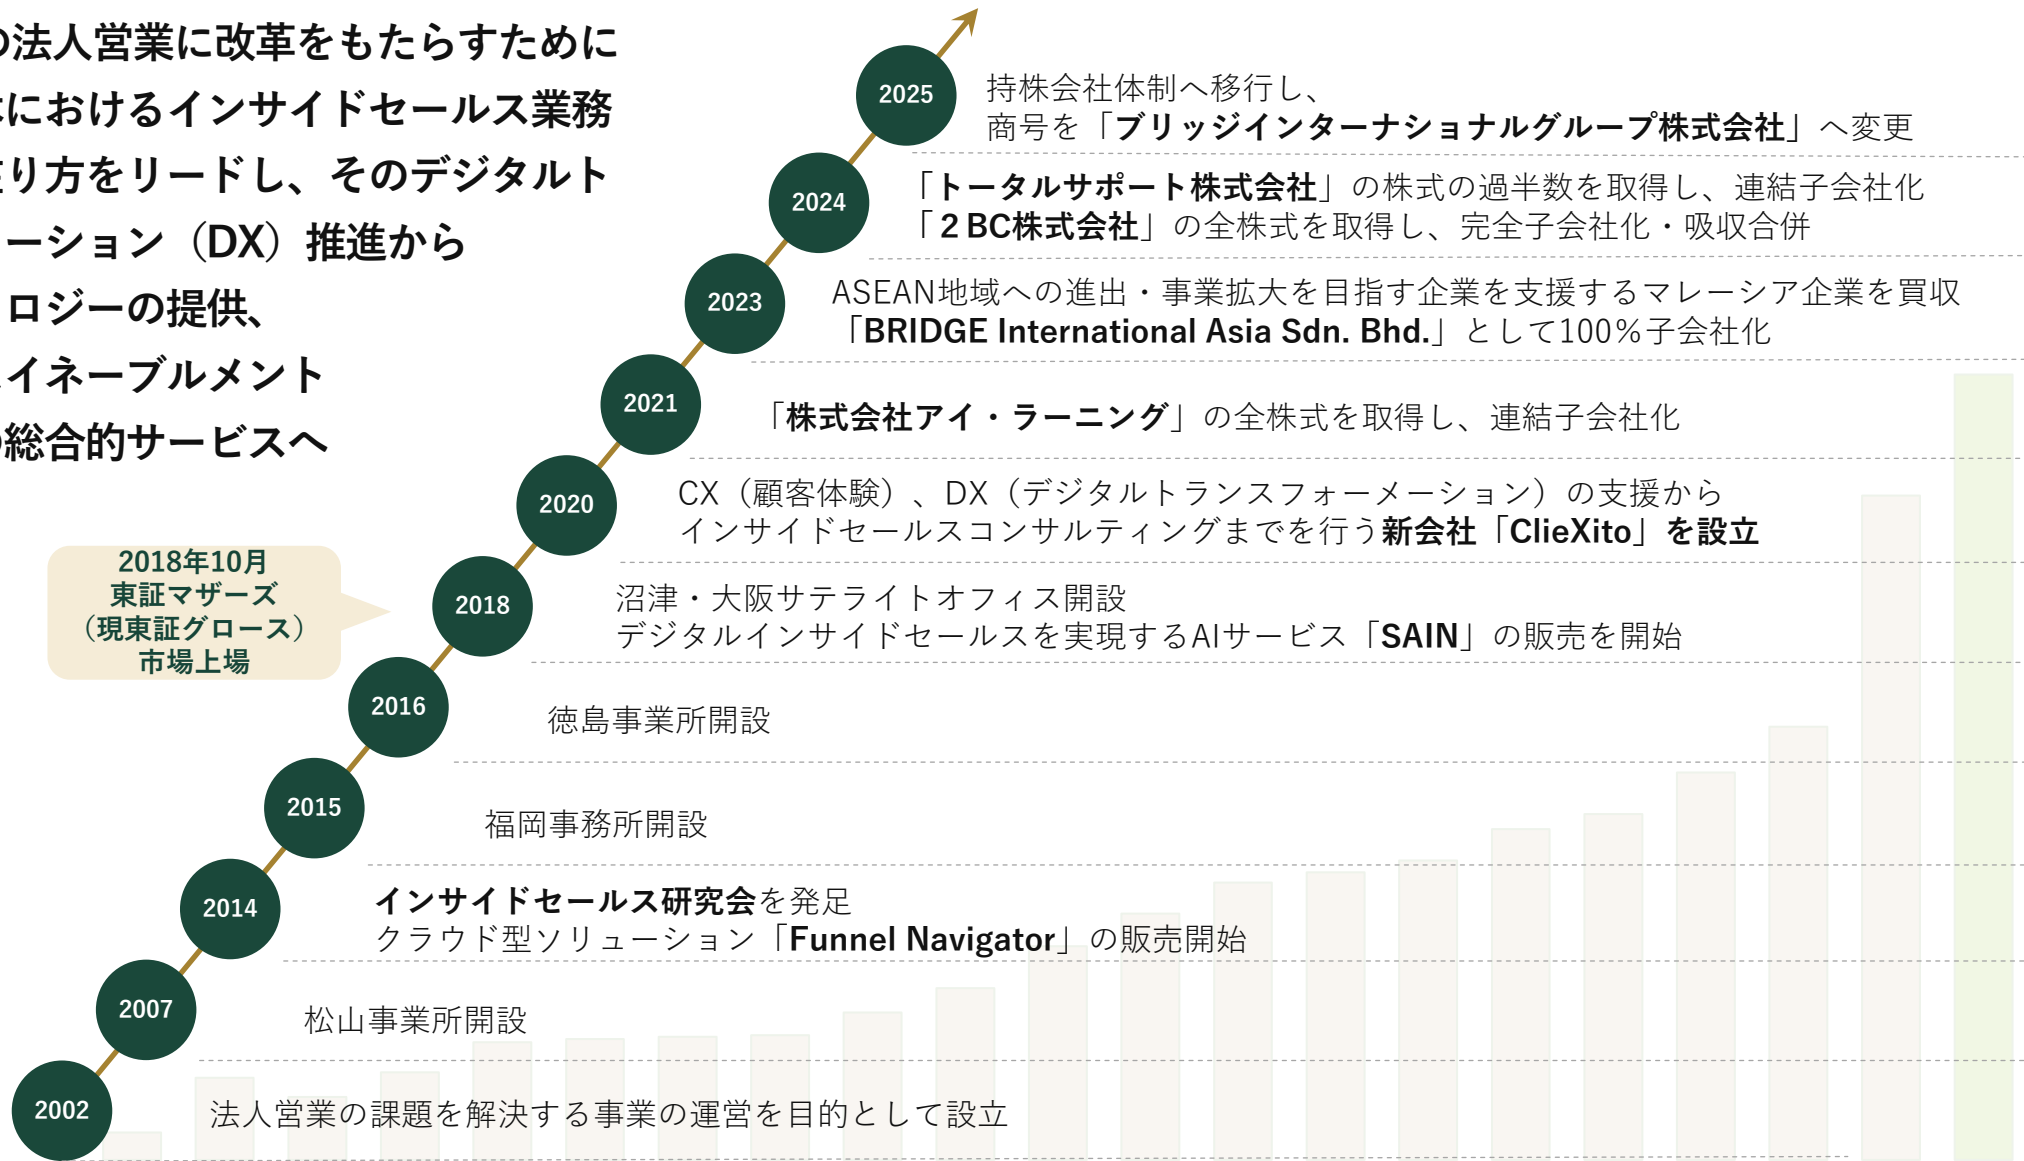 の法人営業に改革をもたらすために
におけるインサイドセールス業務
り方をリードし、そのデジタルト
ーション（DX）推進から
ロジーの提供、
イネーブルメント
総合的サービスへ
2025
持株会社体制へ移行し、
商号を「ブリッジインターナショナルグループ株式会社」へ変更
2024
「トータルサポート株式会社」の株式の過半数を取得し、連結子会社化
「２BC株式会社」の全株式を取得し、完全子会社化・吸収合併
2023
ASEAN地域への進出・事業拡大を目指す企業を支援するマレーシア企業を買収
「BRIDGE International Asia Sdn. Bhd.」として100％子会社化
2021
「株式会社アイ・ラーニング」の全株式を取得し、連結子会社化
2020
CX（顧客体験）、DX（デジタルトランスフォーメーション）の支援から
インサイドセールスコンサルティングまでを行う新会社「ClieXito」を設立
2018年10月
東証マザーズ
（現東証グロース）
市場上場
2018
沼津・大阪サテライトオフィス開設
デジタルインサイドセールスを実現するAIサービス「SAIN」の販売を開始
2016
徳島事業所開設
2015
福岡事務所開設
2014
インサイドセールス研究会を発足
クラウド型ソリューション「Funnel Navigator」の販売開始
2007
松山事業所開設
2002
法人営業の課題を解決する事業の運営を目的として設立